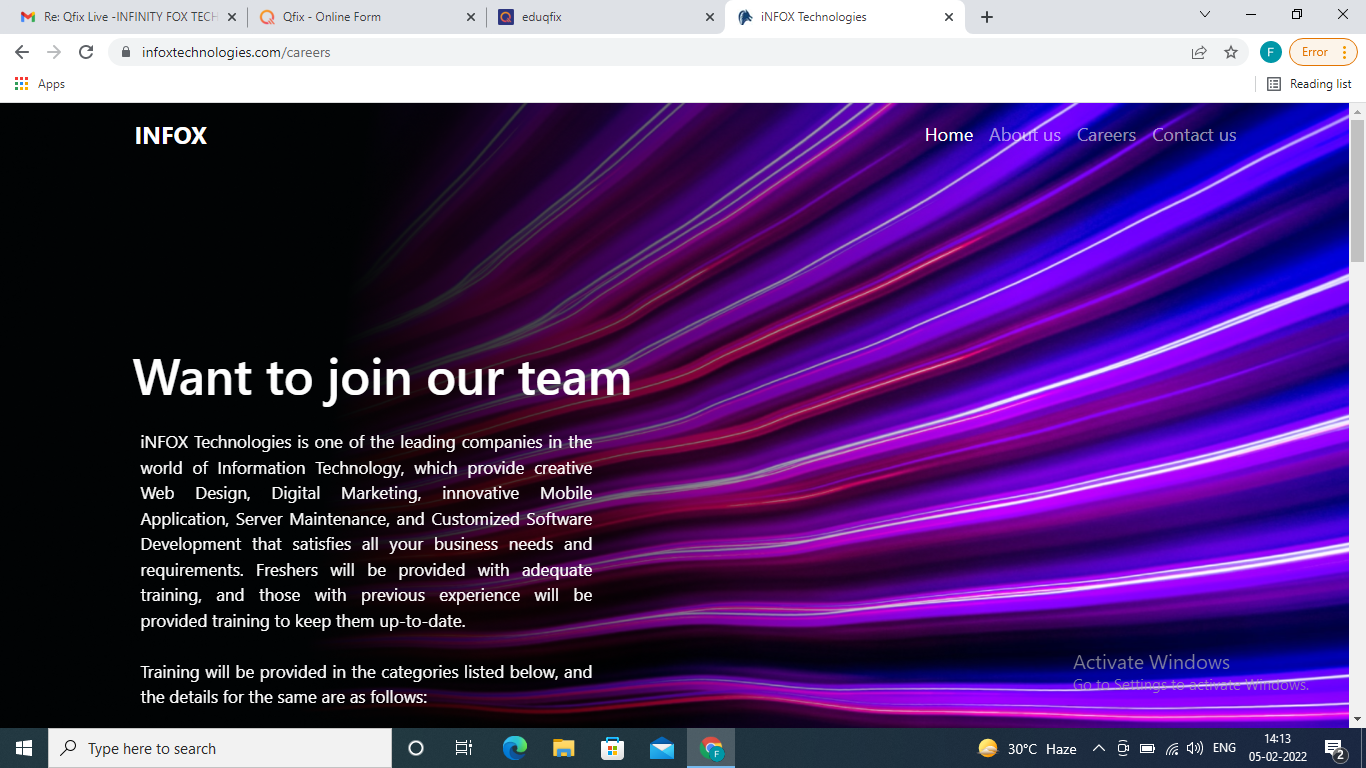 Re: Qfix Live -INFINITY FOX TECH
Qfix - Online Form
eduqfix
iNFOX Technologies
infoxtechnologies.com/careers
F
Error
Apps
Reading list
INFOX
Home About us Careers Contact us
Want to join our team
iNFOX Technologies is one of the leading companies in the
world of Information Technology, which provide creative
Web Design, Digital Marketing, innovative Mobile
Application, Server Maintenance, and Customized Software
Development that satisfies all your business needs and
requirements. Freshers will be provided with adequate
training, and those with previous experience will be
provided training to keep them up-to-date.
Training will be provided in the categories listed below, and
the details for the same are as follows:
Activate Windows
Go to Settings to activate Windows.
Type here to search
F
30°C Haze
ENG
14:13
05-02-2022
2